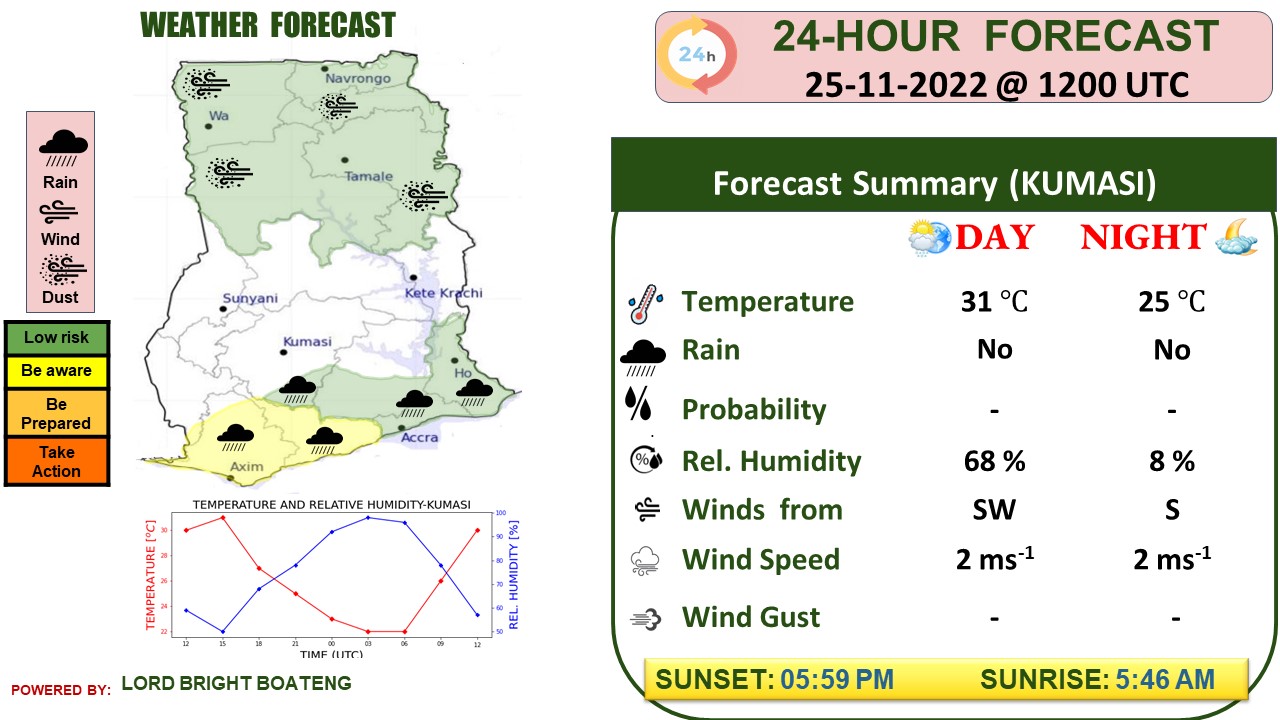 WEATHER FORECAST
24h
24-HOUR FORECAST
25-11-2022 @ 1200 UTC
Rain
Wind
Dust
Low risk
Be aware
Be
Prepared
Take
Action
Navrongo
Wa
Tamale
Kete Krachi
Sunyani
Kumasi
Ho
Accra
Axim
TEMPERATURE AND RELATIVE HUMIDITY-KUMASI
TEMPERATURE [°C]
30
28
26
24
22
REL. HUMIDITY [%]
100
90
80
70
60
50
12 15 18 21 00 03 06 09 12
TIME (UTC)
POWERED BY: LORD BRIGHT BOATENG
Forecast Summary (KUMASI)
DAY NIGHT
Temperature 31 °C 25 °C
Rain No No
Probability - -
% Rel. Humidity 68 % 8 %
Winds from SW S
Wind Speed 2 ms-1 2 ms-1
Wind Gust - -
SUNSET: 05:59 PM SUNRISE: 5:46 AM